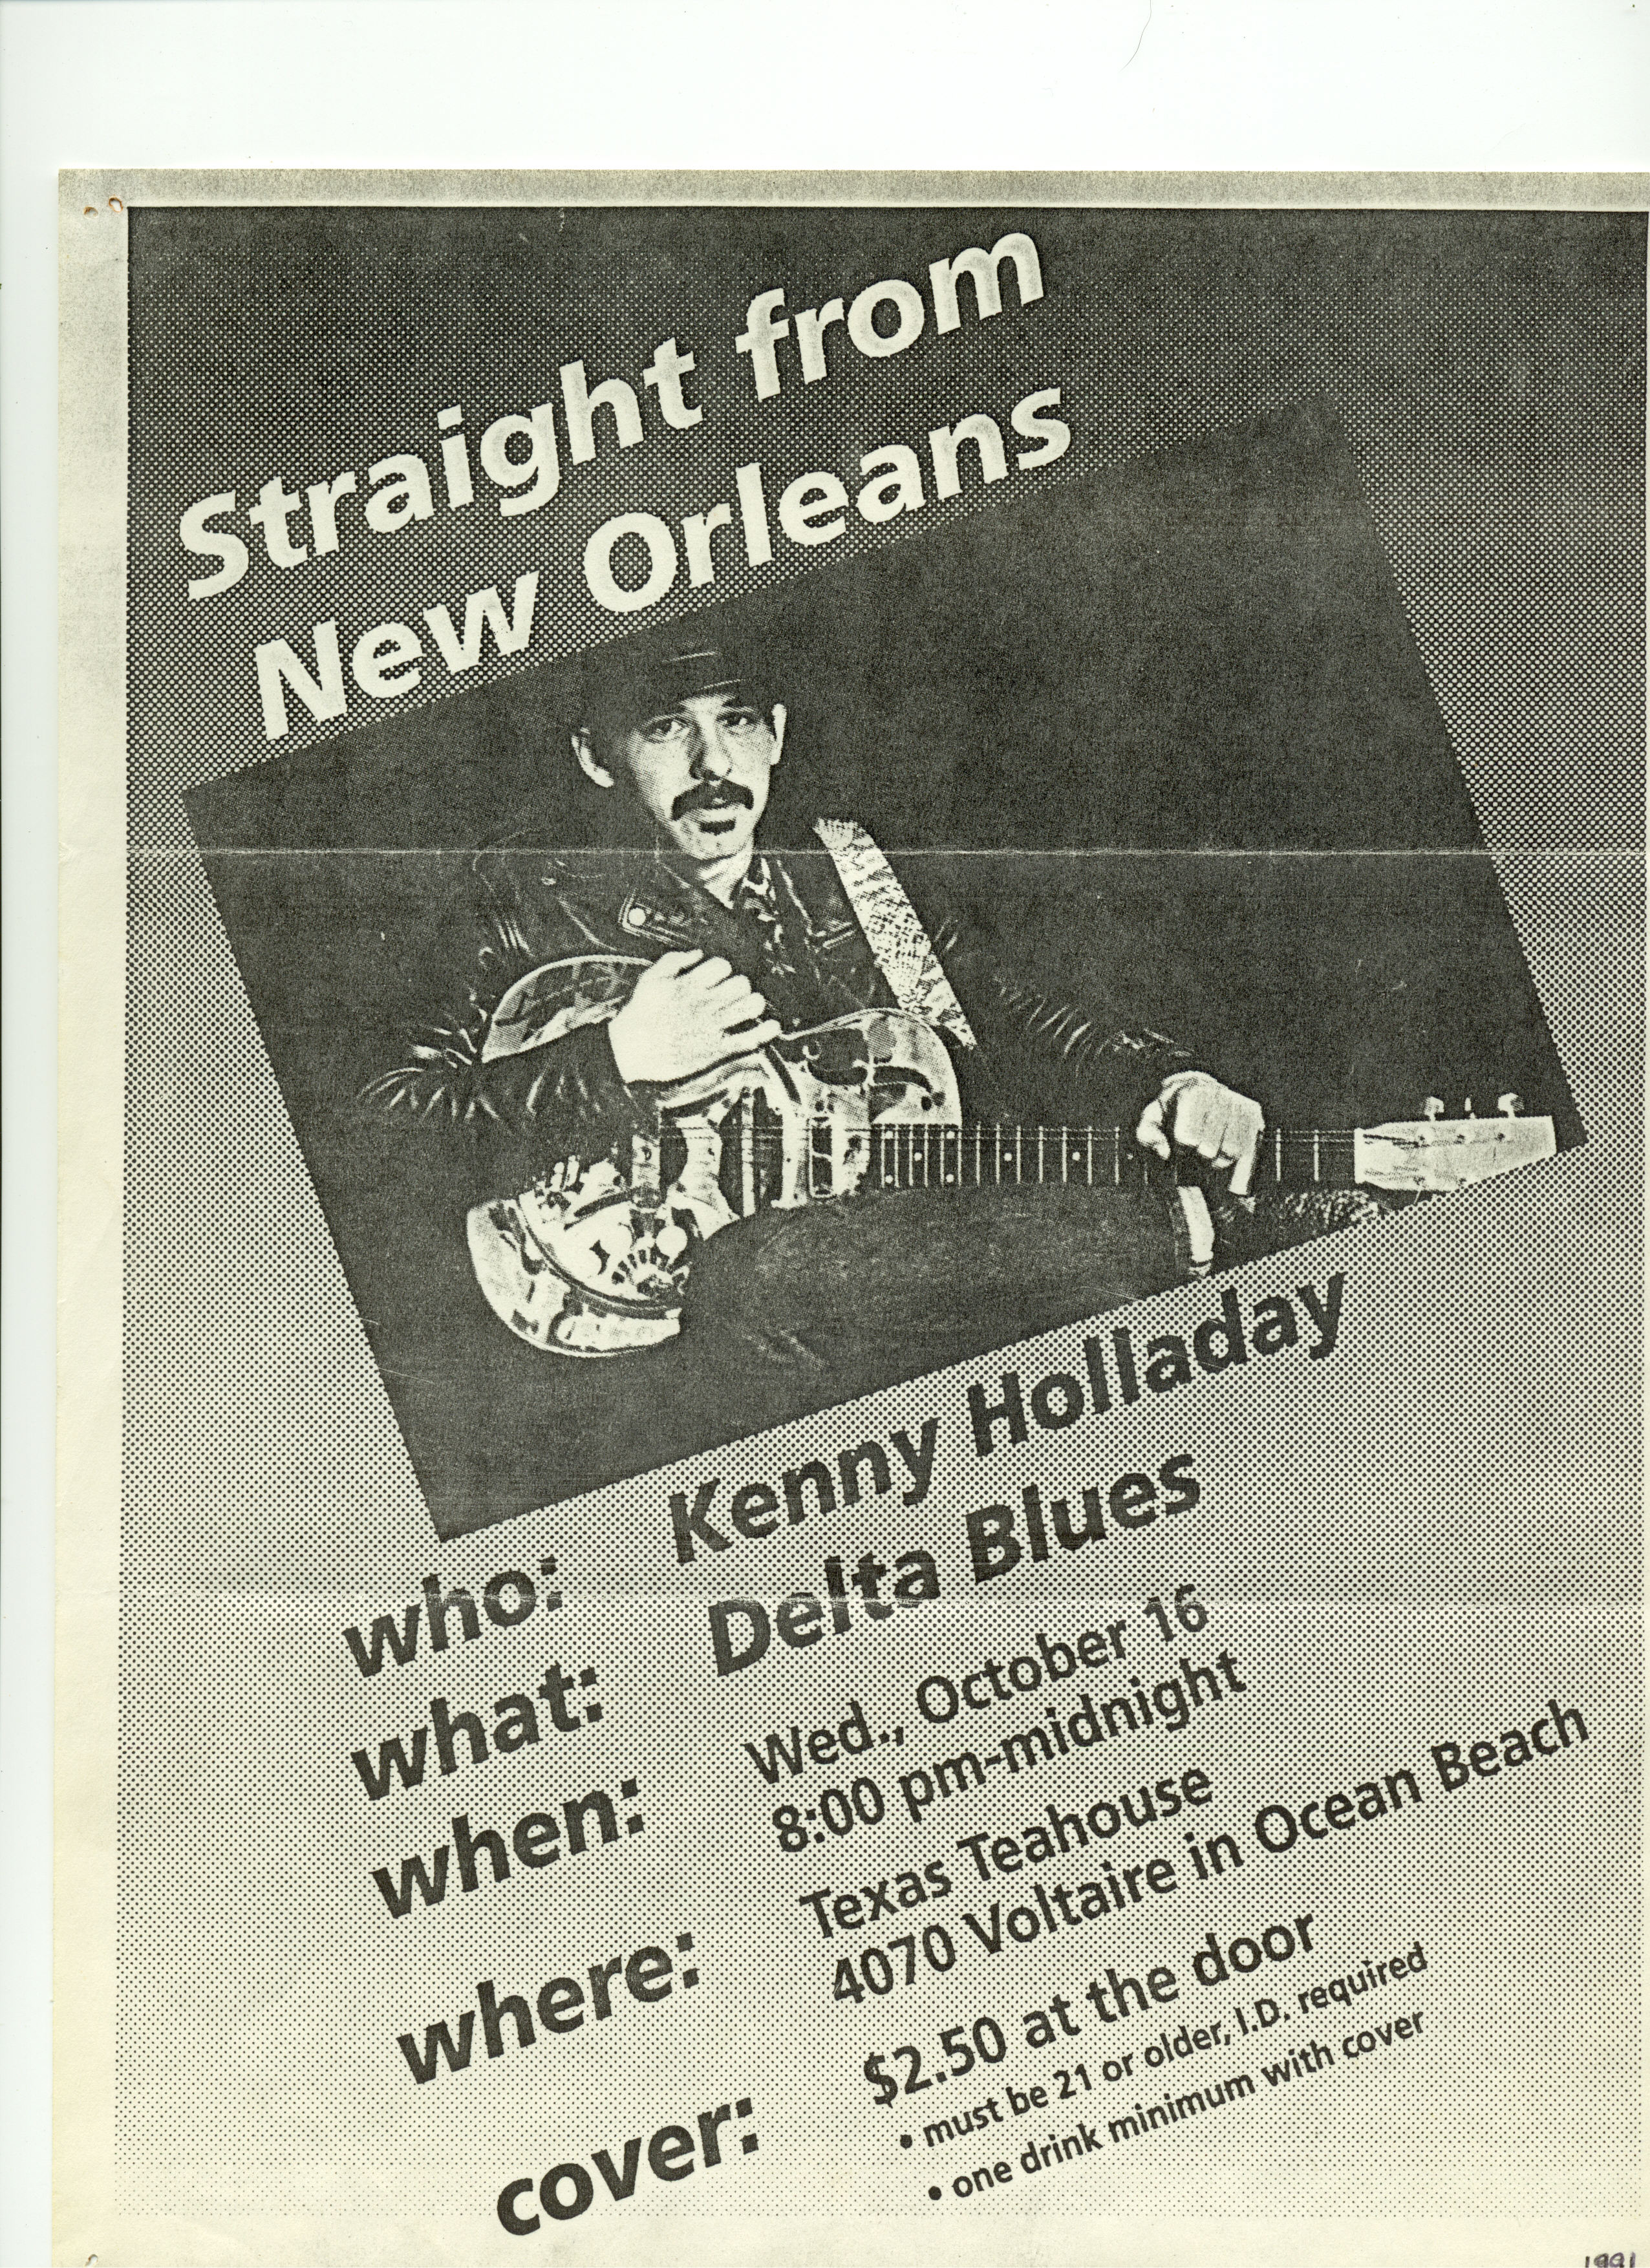 Straight from
New Orleans
who: Kenny Holladay
what: Delta Blues
when: Wed., October 16
8:00 pm-midnight
where: Texas Teahouse
4070 Voltaire in Ocean Beach
cover: $2.50 at the door
• must be 21 or older, I.D. required
• one drink minimum with cover
1991